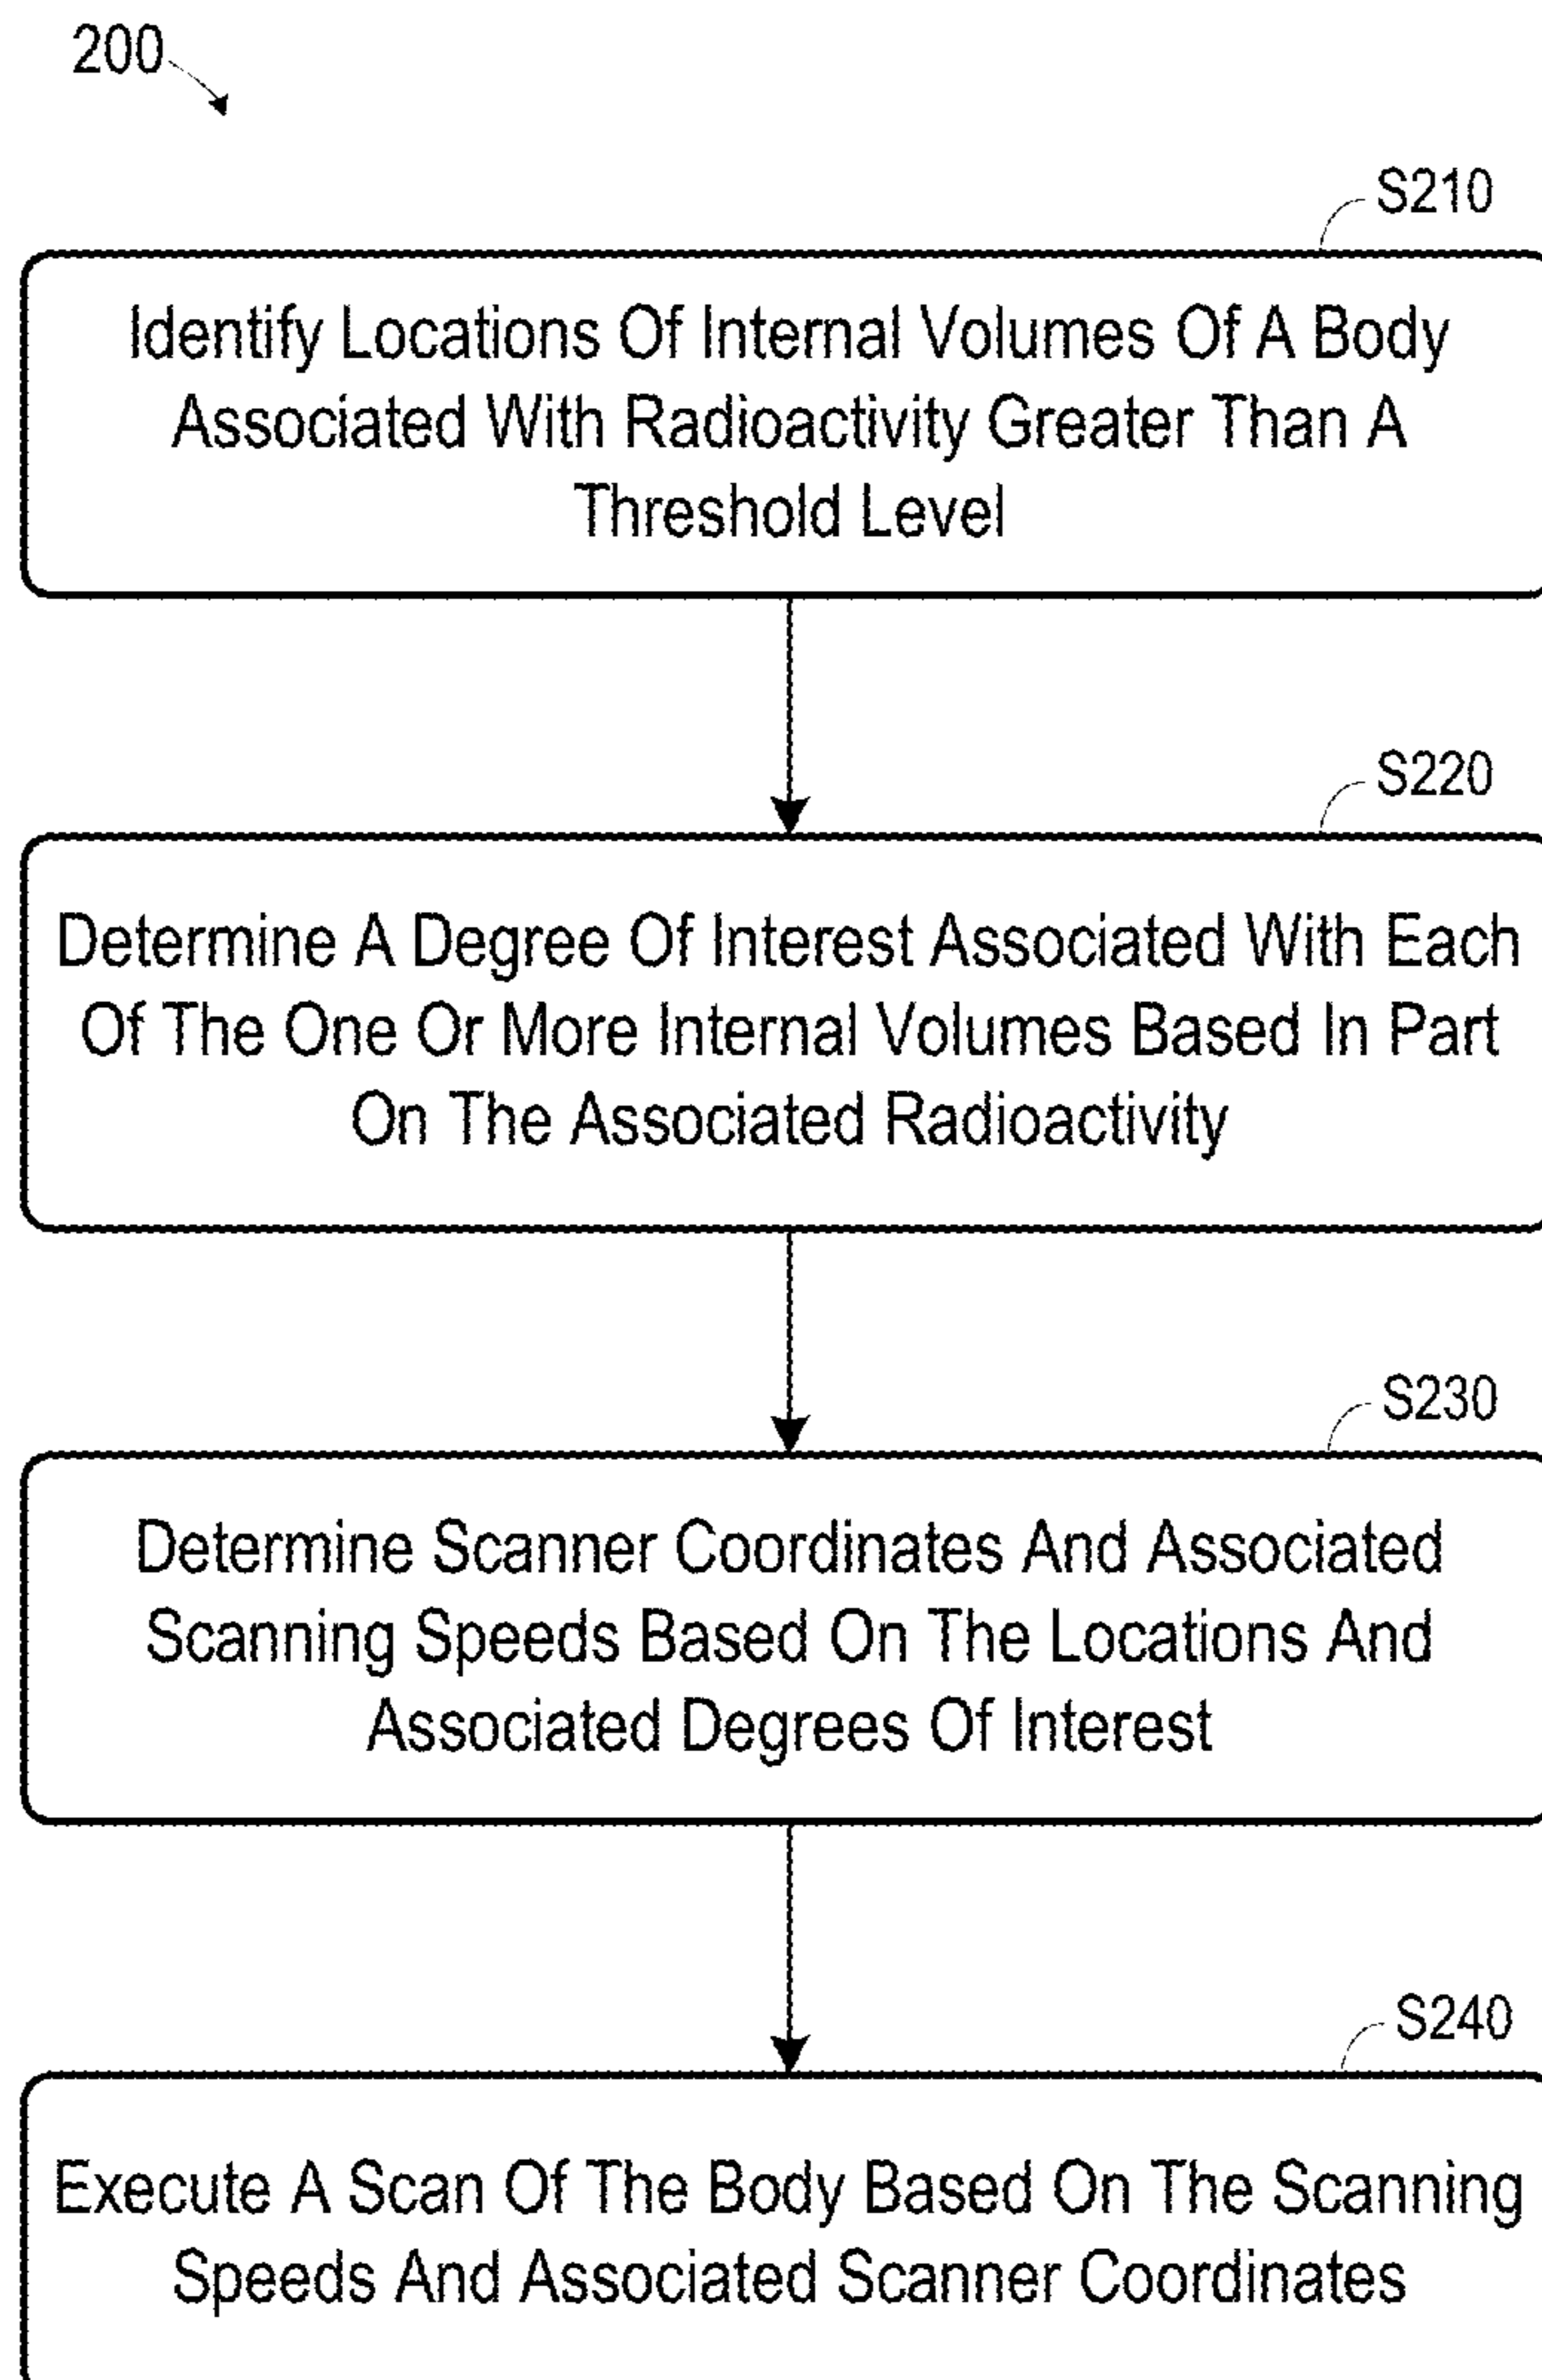 200
S210
Identify Locations Of Internal Volumes Of A Body
Associated With Radioactivity Greater Than A
Threshold Level
S220
Determine A Degree Of Interest Associated With Each
Of The One Or More Internal Volumes Based In Part
On The Associated Radioactivity
S230
Determine Scanner Coordinates And Associated
Scanning Speeds Based On The Locations And
Associated Degrees Of Interest
S240
Execute A Scan Of The Body Based On The Scanning
Speeds And Associated Scanner Coordinates